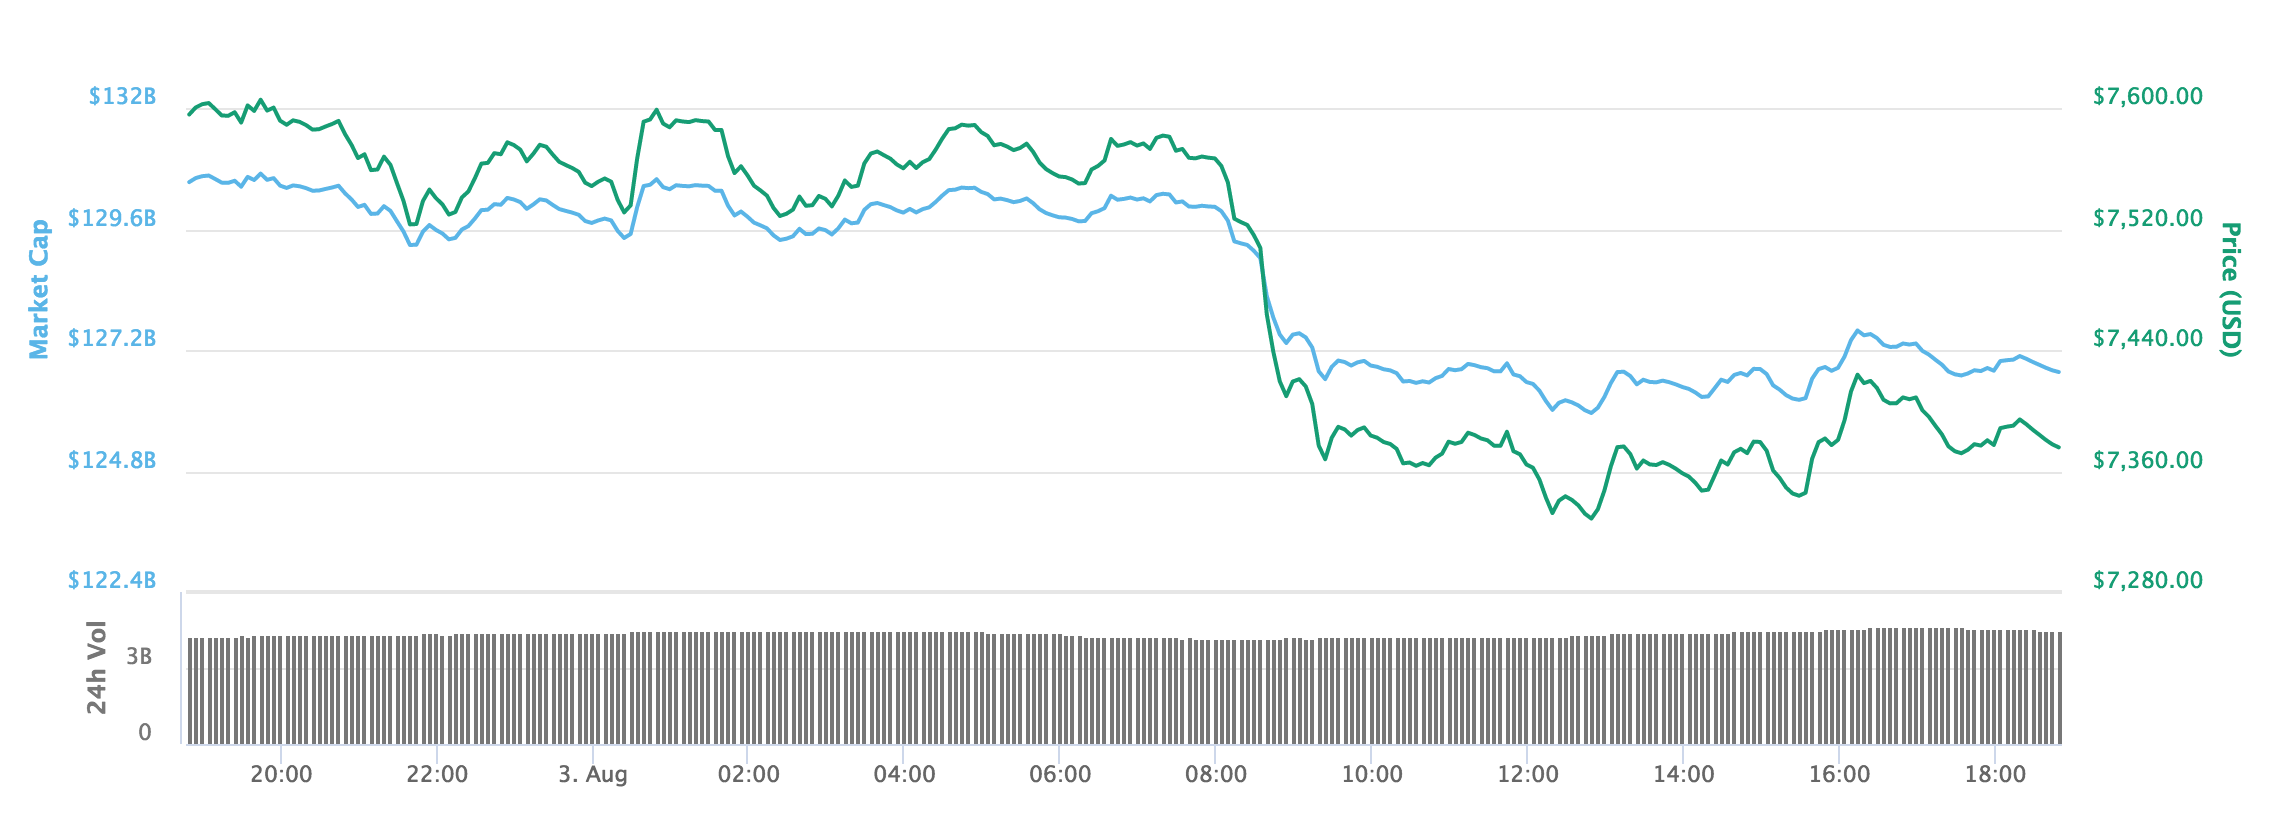 $132B
$129.6B
$127.2B
$124.8B
$122.4B
Market Cap
$7,600.00
$7,520.00
$7,440.00
$7,360.00
$7,280.00
Price (USD)
24h Vol
3B
0
20:00 22:00 3. Aug 02:00 04:00 06:00 08:00 10:00 12:00 14:00 16:00 18:00